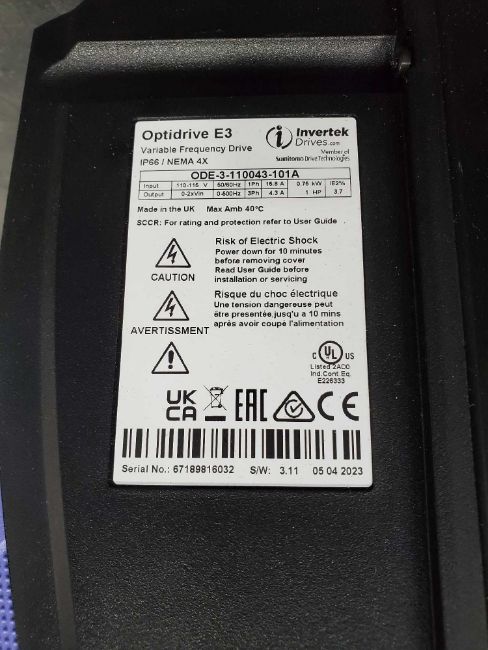 Optidrive E3
Variable Frequency Drive
IP66 / NEMA 4X
Invertek
Drives.com
Member of
Sumitomo Drive Technologies
ODE-3-110043-101A
Input 110-115 V 50/60Hz 1Ph 15.8 A 0.75 kW IE2%
Output 0-2xVin 0-500Hz 3Ph 4.3 A 1 HP 3.7
Made in the UK Max Amb 40°C
SCCR: For rating and protection refer to User Guide
Risk of Electric Shock
Power down for 10 minutes
before removing cover
Read User Guide before
installation or servicing
CAUTION
Risque du choc électrique
Une tension dangereuse peut
être presentée, jusqu'a 10 mins
après avoir coupé l'alimentation
AVERTISSMENT
C UL US
Listed 2AD0
Ind.Cont.Eq.
E226333
UK
CA
EAC
CE
Serial No.: 67189816032 S/W: 3.11 05 04 2023